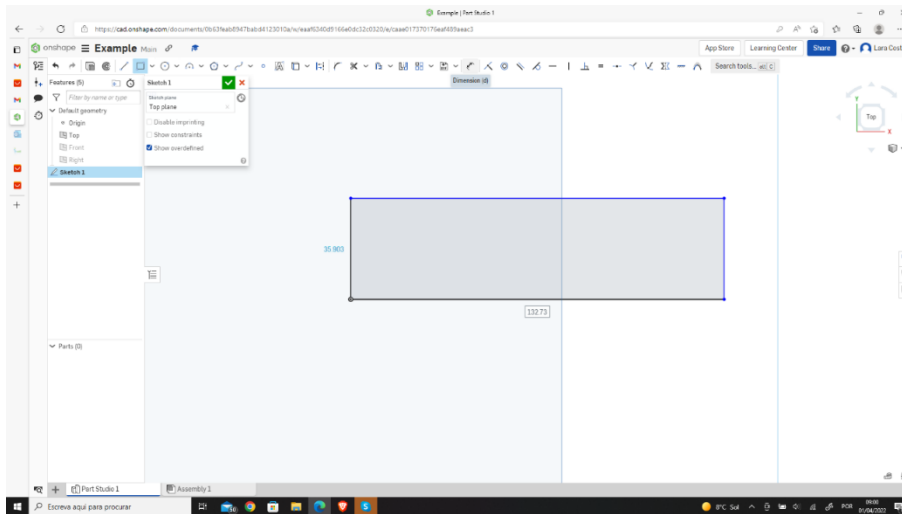 Example | Part Studio 1
https://cad.onshape.com/documents/0b63feab8947babd4123010a/w/eaaf6340d9166e0dc32c0320/e/caae017370176eaf489eaac3
onshape Example Main
App Store Learning Center Share Lara Cost
Search tools...
Features (5)
Filter by name or type
Default geometry
Origin
Top
Front
Right
Sketch 1
Sketch 1
Sketch plane
Top plane
Disable imprinting
Show constraints
Show overdefined
Dimension (d)
Top
Y
X
35.903
132.73
Parts (0)
Part Studio 1 Assembly 1
Escreva aqui para procurar
8°C Sol
POR
09:00
01/04/2022